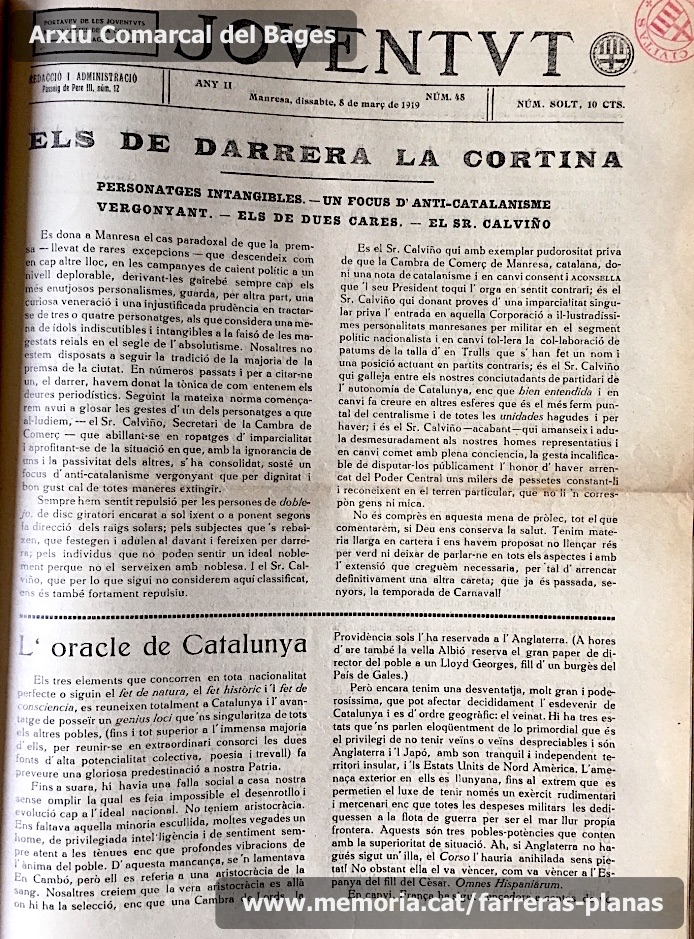 PORTAVEU DE LES JOVENTUTS
Arxiu Comarcal del Bages
JOVENTVT
CIVITAS
REDACCIÓ I ADMINISTRACIÓ
Passeig de Pere III, núm. 12
ANY II
Manresa, dissabte, 8 de març de 1919
NÚM. 48
NÚM. SOLT, 10 CTS.
ELS DE DARRERA LA CORTINA
PERSONATGES INTANGIBLES. — UN FOCUS D' ANTI-CATALANISME
VERGONYANT. — ELS DE DUES CARES. — EL SR. CALVIÑO
Es dona a Manresa el cas paradoxal de que la prem-
sa — llevat de rares excepcions — que descendeix com
en cap altre lloc, en les campanyes de caient politic a un
nivell deplorable, derivant-les gairebé sempre cap els
més enutjosos personalismes, guarda, per altra part, una
curiosa veneració i una injustificada prudència en tractar-
se de tres o quatre personatges, als que considera una me-
na de ídols indiscutibles i intangibles a la faisó de les ma-
gestats reials en el segle de l' absolutisme. Nosaltres no
estem disposats a seguir la tradició de la majoria de la
premsa de la ciutat. En números passats i per a citar-ne
un, el darrer, havem donat la tònica de com entenem els
deures periodístics. Seguint la mateixa norma començà-
rem avui a glosar les gestes d' un dels personatges a que
al-ludiem, — el Sr. Calviño, Secretari de la Cambra de
Comerç — que abillant-se en ropatges d' imparcialitat
i aprofitant-se de la situació en que, amb la ignorancia de
uns i la passivitat dels altres, s' ha consolidat, sosté un
focus d' anti-catalanisme vergonyant que per dignitat i
bon gust cal de totes maneres extingir.
Sempre hem sentit repulsió per les persones de doble-
jo, de disc giratori encarat a sol ixent o a ponent segons
la direcció dels raigs solars; pels subjectes que 's rebai-
xen, que festegen i adulen al davant i fereixen per darre-
ra; pels individus que no poden sentir un ideal noble-
ment perque no el serveixen amb noblesa. I el Sr. Cal-
viño, que per lo que sigui no considerem aquí classificat,
ens és també fortament repulsiu.
Es el Sr. Calviño qui amb exemplar pudorositat priva
de que la Cambra de Comerç de Manresa, catalana, do-
ni una nota de catalanisme i en canvi consent i ACONSELLA
que 'l seu President toqui l' orga en sentit contrari; és el
Sr. Calviño qui donant proves d' una imparcialitat singu-
lar priva l' entrada en aquella Corporació a il-lustradíssi-
mes personalitats manresanes per militar en el segment
politic nacionalista i en canvi tol-lera la col-laboració de
patums de la talla d' en Trulls que s' han fet un nom i
una posició actuant en partits contraris; és el Sr. Calviño
qui galleja entre els nostres conciutadans de partidari de
l' autonomia de Catalunya, enc que bien entendida i en
canvi fa creure en altres esferes que és el més ferm pun-
tal del centralisme i de totes les unidades hagudes i per
haver; i és el Sr. Calviño —acabant— qui amanseix i adu-
la desmesuradament als nostres homes representatius i
en canvi comet amb plena conciencia, la gesta incalifica-
ble de disputar-los públicament l' honor d' haver arren-
cat del Poder Central uns milers de pessetes constant-li
i reconeixent en el terren particular, que no li 'n corres-
pón gens ni mica.
No és comprès en aquesta mena de pròlec, tot el que
comentarèm, si Deu ens conserva la salut. Tenim mate-
ria llarga en cartera i ens havem proposat no llençar rés
per verd ni deixar de parlar-ne en tots els aspectes i amb
l' extensió que creguèm necessaria, per tal d' arrencar
definitivament una altra careta; que ja és passada, se-
nyors, la temporada de Carnaval!
L' oracle de Catalunya
Els tres elements que concorren en tota nacionalitat
perfecte o siguin el fet de natura, el fet històric i 'l fet de
consciencia, es reuneixen totalment a Catalunya i l' avan-
tatge de posseïr un genius loci que 'ns singularitza de tots
els altres pobles, (fins i tot superior a l' immensa majoria
d' ells, per reunir-se en extraordinari consorci les dues
fonts d' alta potencialitat colectiva, poesia i trevall) fa
preveure una gloriosa predestinació a nostra Patria.
Fins a suara, hi havia una falla social a casa nostra
sense omplir la qual es feia impossible el desenrotllo i
evolució cap a l' ideal nacional. No teniem aristocràcia.
Ens faltava aquella minoria escullida, moltes vegades un
home, de privilegiada intel·ligència i de sentiment sem-
pre atent a les tènues enc que profondes vibracions de
l' ànima del poble. D' aquesta mancança, se'n lamentava
En Cambó, però ell es referia a una aristocràcia de la
sang. Nosaltres creiem que la vera aristocràcia es allà
on hi ha la selecció, enc que una Cambra de Lords, la
Providència sols l' ha reservada a l' Anglaterra. (A hores
d' are també la vella Albió reserva el gran paper de di-
rector del poble a un Lloyd Georges, fill d' un burgès del
País de Gales.)
Però encara tenim una desventatja, molt gran i pode-
rosíssima, que pot afectar decididament l' esdevenir de
Catalunya i es d' ordre geogràfic: el veinat. Hi ha tres es-
tats que 'ns parlen eloqüentment de lo primordial que és
el privilegi de no tenir veïns o veïns despreciables i són
Anglaterra i 'l Japó, amb son tranquil i independent te-
rritori insular, i 'ls Estats Units de Nord Amèrica. L'ame-
naça exterior en ells es llunyana, fins al extrem que es
permetien el luxe de tenir només un exèrcit rudimentari
i mercenari enc que totes les despeses militars les dedi-
quessen a la flota de guerra per ser el mar llur propia
frontera. Aquests són tres pobles-potències que conten
amb la superioritat de situació. Ah, si Anglaterra no ha-
gués sigut un' illa, el Corso l' hauria anihilada sens pie-
tat! No obstant ella el va vèncer, com va vèncer a l' Es-
panya del fill del Cèsar. Omnes Hispaniárum.
En canvi, França
www.memoria.cat/farreras-planas